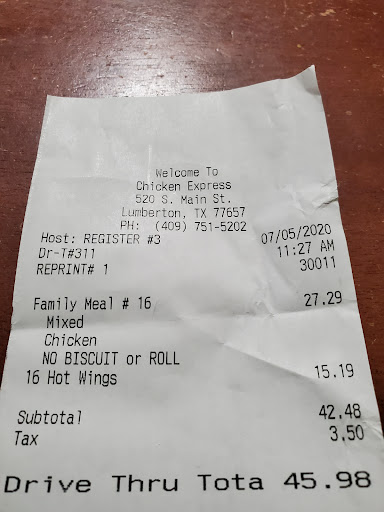 Welcome To
Chicken Express
520 S. Main St.
Lumberton, TX 77657
PH: (409) 751-5202
Host: REGISTER #3 07/05/2020
Dr-T#311 11:27 AM
REPRINT# 1 30011
Family Meal # 16 27.29
Mixed
Chicken
NO BISCUIT or ROLL
16 Hot Wings 15.19
Subtotal 42.48
Tax 3.50
Drive Thru Tota 45.98